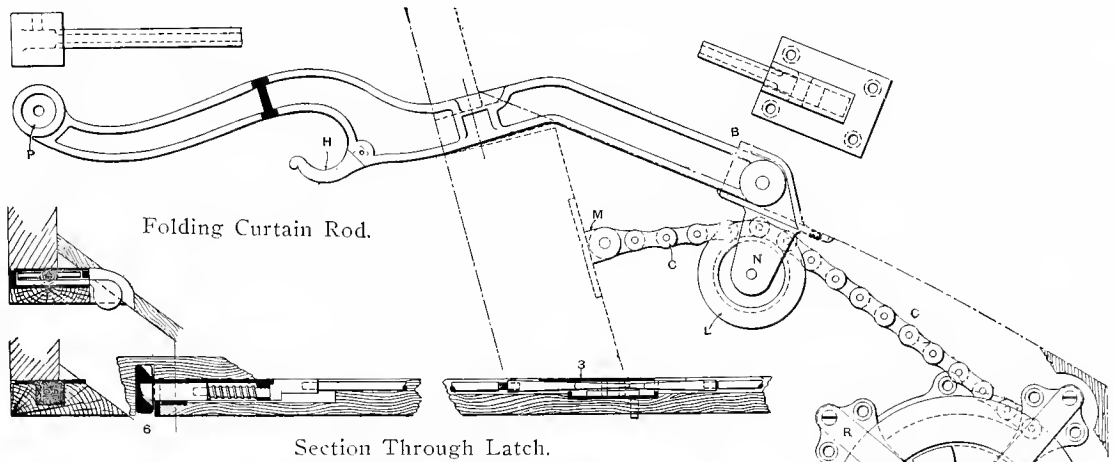 B
P
H
M
Folding Curtain Rod.
C
N
L
C
3
6
R
Section Through Latch.